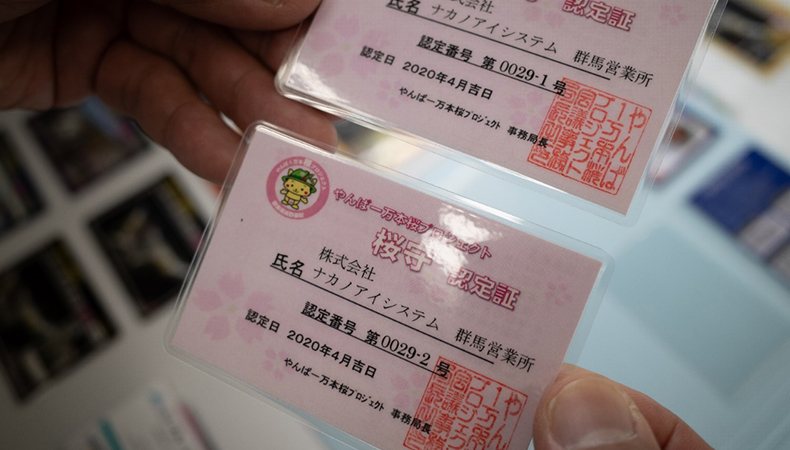 認定証
株式会社
氏名 ナカノアイシステム 群馬営業所
認定番号 第0029-1号
認定日 2020年4月吉日
やんば一万本桜プロジェクト 事務局長
やんば一万本桜プロジェクト
桜守 認定証
株式会社
氏名 ナカノアイシステム 群馬営業所
認定番号 第0029-2号
認定日 2020年4月吉日
やんば一万本桜プロジェクト 事務局長